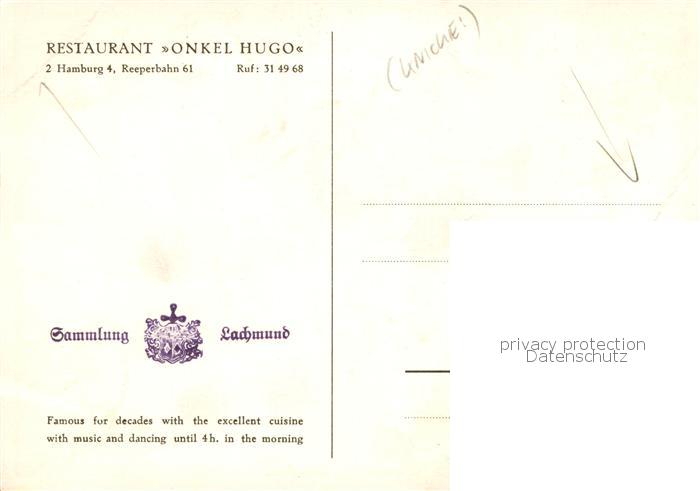 RESTAURANT »ONKEL HUGO«
2 Hamburg 4, Reeperbahn 61 Ruf: 31 49 68
Sammlung Lachmund
Famous for decades with the excellent cuisine
with music and dancing until 4h. in the morning
privacy protection
Datenschutz